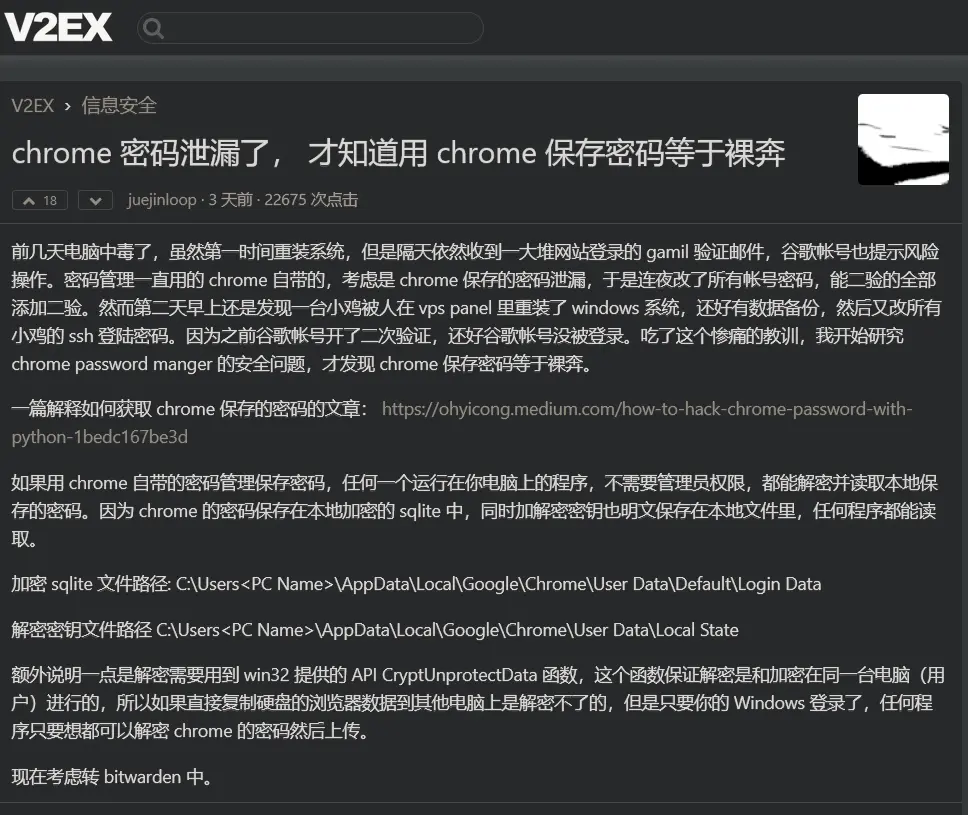 V2EX
V2EX › 信息安全
chrome 密码泄漏了， 才知道用 chrome 保存密码等于裸奔
18
juejinloop · 3 天前 · 22675 次点击
前几天电脑中毒了，虽然第一时间重装系统，但是隔天依然收到一大堆网站登录的 gamil 验证邮件，谷歌帐号也提示风险
操作。密码管理一直用的 chrome 自带的，考虑是 chrome 保存的密码泄漏，于是连夜改了所有帐号密码，能二验的全部
添加二验。然而第二天早上还是发现一台小鸡被人在 vps panel 里重装了 windows 系统，还好有数据备份，然后又改所有
小鸡的 ssh 登陆密码。因为之前谷歌帐号开了二次验证，还好谷歌帐号没被登录。吃了这个惨痛的教训，我开始研究
chrome password manger 的安全问题，才发现 chrome 保存密码等于裸奔。
一篇解释如何获取 chrome 保存的密码的文章： https://ohyicong.medium.com/how-to-hack-chrome-password-with-
python-1bedc167be3d
如果用 chrome 自带的密码管理保存密码，任何一个运行在你电脑上的程序，不需要管理员权限，都能解密并读取本地保
存的密码。因为 chrome 的密码保存在本地加密的 sqlite 中，同时加解密密钥也明文保存在本地文件里，任何程序都能读
取。
加密 sqlite 文件路径: C:\Users<PC Name>\AppData\Local\Google\Chrome\User Data\Default\Login Data
解密密钥文件路径 C:\Users<PC Name>\AppData\Local\Google\Chrome\User Data\Local State
额外说明一点是解密需要用到 win32 提供的 API CryptUnprotectData 函数，这个函数保证解密是和加密在同一台电脑（用
户）进行的，所以如果直接复制硬盘的浏览器数据到其他电脑上是解密不了的，但是只要你的 Windows 登录了，任何程
序只要想都可以解密 chrome 的密码然后上传。
现在考虑转 bitwarden 中。